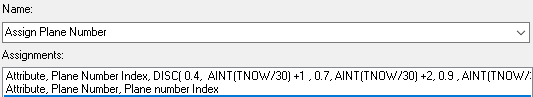 Name:
Assign Plane Number
Assignments:
Attribute, Plane Number Index, DISC( 0.4,  AINT(TNOW/30) +1 , 0.7, AINT(TNOW/30) +2, 0.9 , AINT(TNOW/
Attribute, Plane Number, Plane number Index